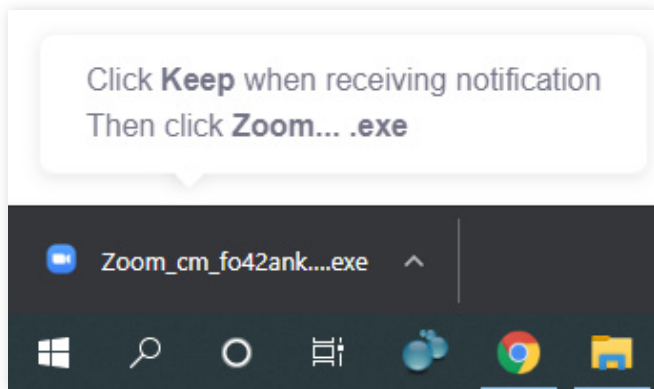 Click Keep when receiving notification
Then click Zoom... .exe
Zoom_cm_fo42ank....exe